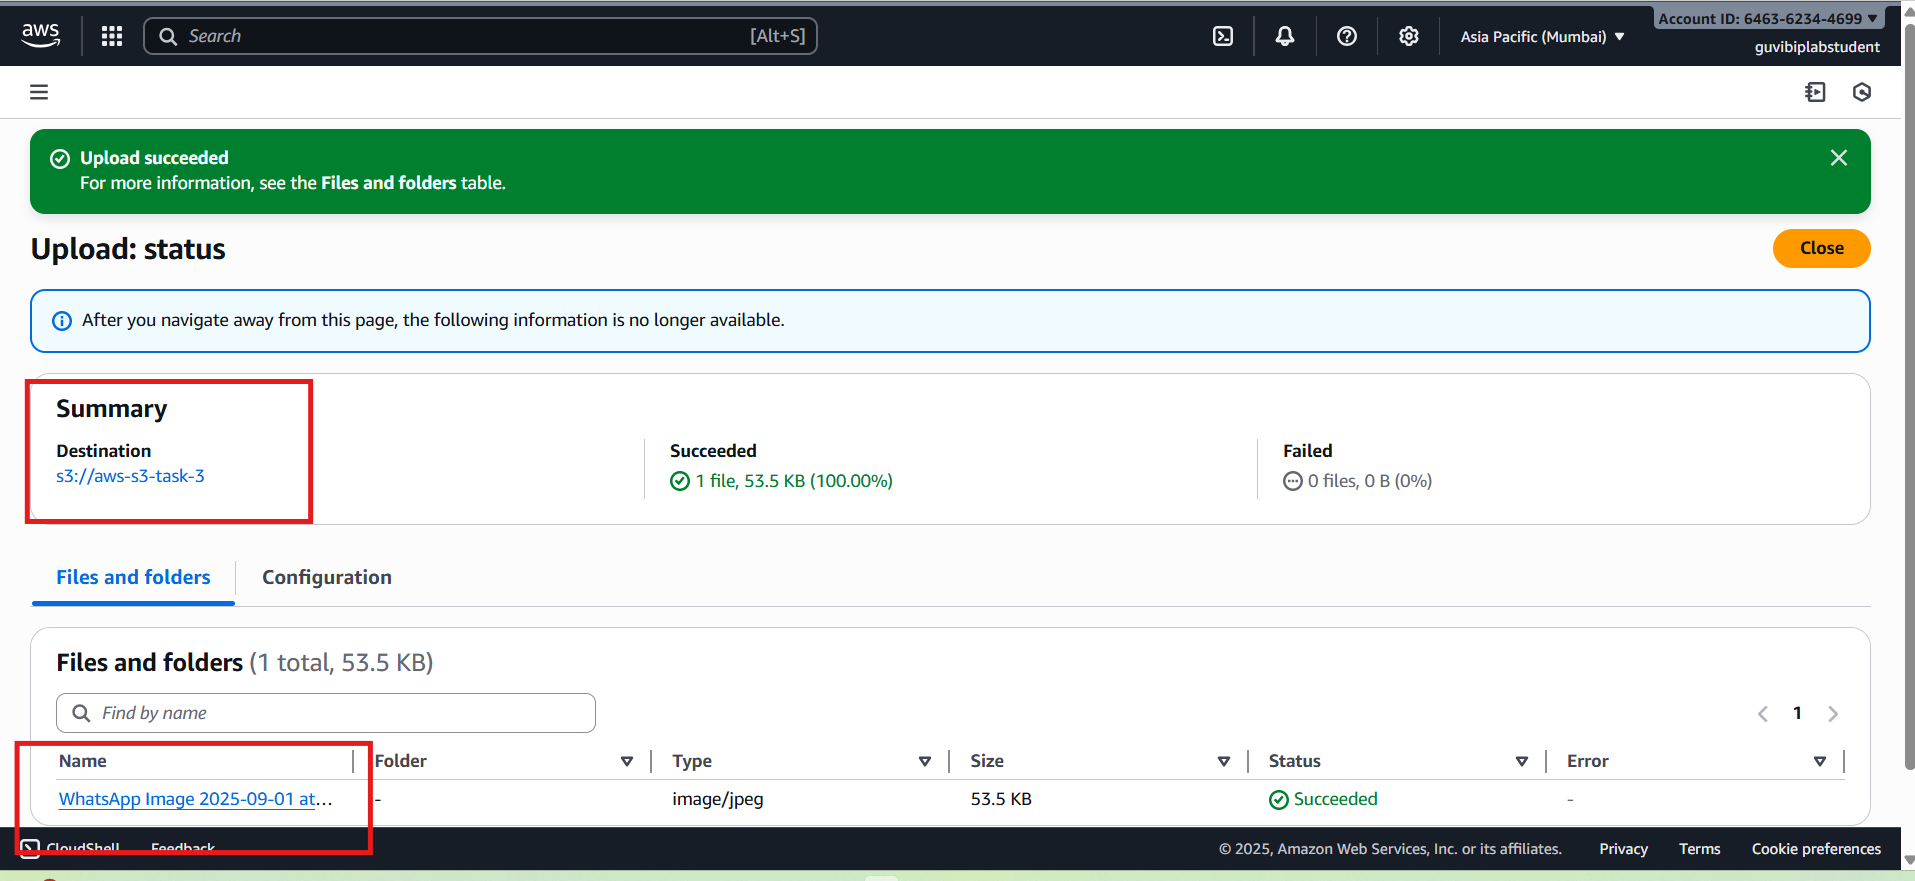 aws
Search [Alt+S]
Asia Pacific (Mumbai)
Account ID: 6463-6234-4699
guvibiplabstudent
Upload succeeded
For more information, see the Files and folders table.
Upload: status
Close
After you navigate away from this page, the following information is no longer available.
Summary
Destination
s3://aws-s3-task-3
Succeeded
1 file, 53.5 KB (100.00%)
Failed
0 files, 0 B (0%)
Files and folders
Configuration
Files and folders (1 total, 53.5 KB)
Find by name
1
Name Folder Type Size Status Error
WhatsApp Image 2025-09-01 at... - image/jpeg 53.5 KB Succeeded -
CloudShell Feedback © 2025, Amazon Web Services, Inc. or its affiliates. Privacy Terms Cookie preferences